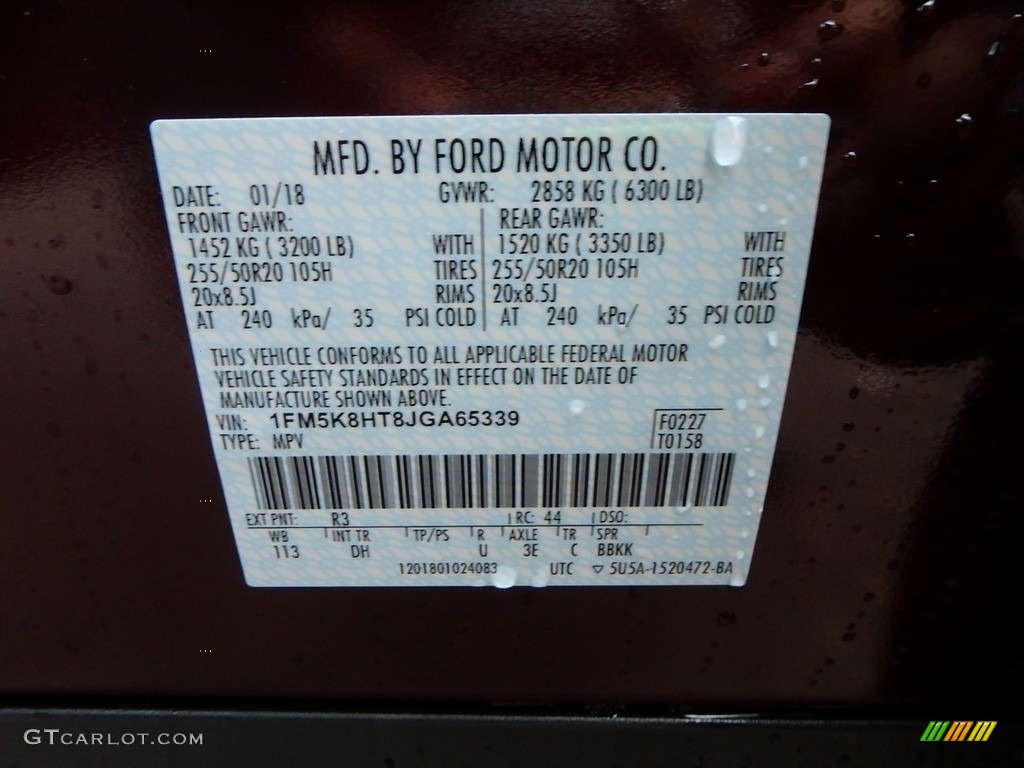 MFD. BY FORD MOTOR CO.
DATE: 01/18 GVWR: 2858 KG ( 6300 LB)
FRONT GAWR: REAR GAWR:
1452 KG ( 3200 LB) WITH 1520 KG ( 3350 LB) WITH
255/50R20 105H TIRES 255/50R20 105H TIRES
20x8.5J RIMS 20x8.5J RIMS
AT 240 kPa/ 35 PSI COLD AT 240 kPa/ 35 PSI COLD
THIS VEHICLE CONFORMS TO ALL APPLICABLE FEDERAL MOTOR
VEHICLE SAFETY STANDARDS IN EFFECT ON THE DATE OF
MANUFACTURE SHOWN ABOVE.
VIN: 1FM5K8HT8JGA65339 F0227
TYPE: MPV T0158
EXT PNT: R3 RC: 44 DSO:
WB INT TR TP/PS R AXLE TR SPR
113 DH U 3E C BBKK
1201801024083 UTC ▽ 5U5A-1520472-BA
GTCARLOT.COM